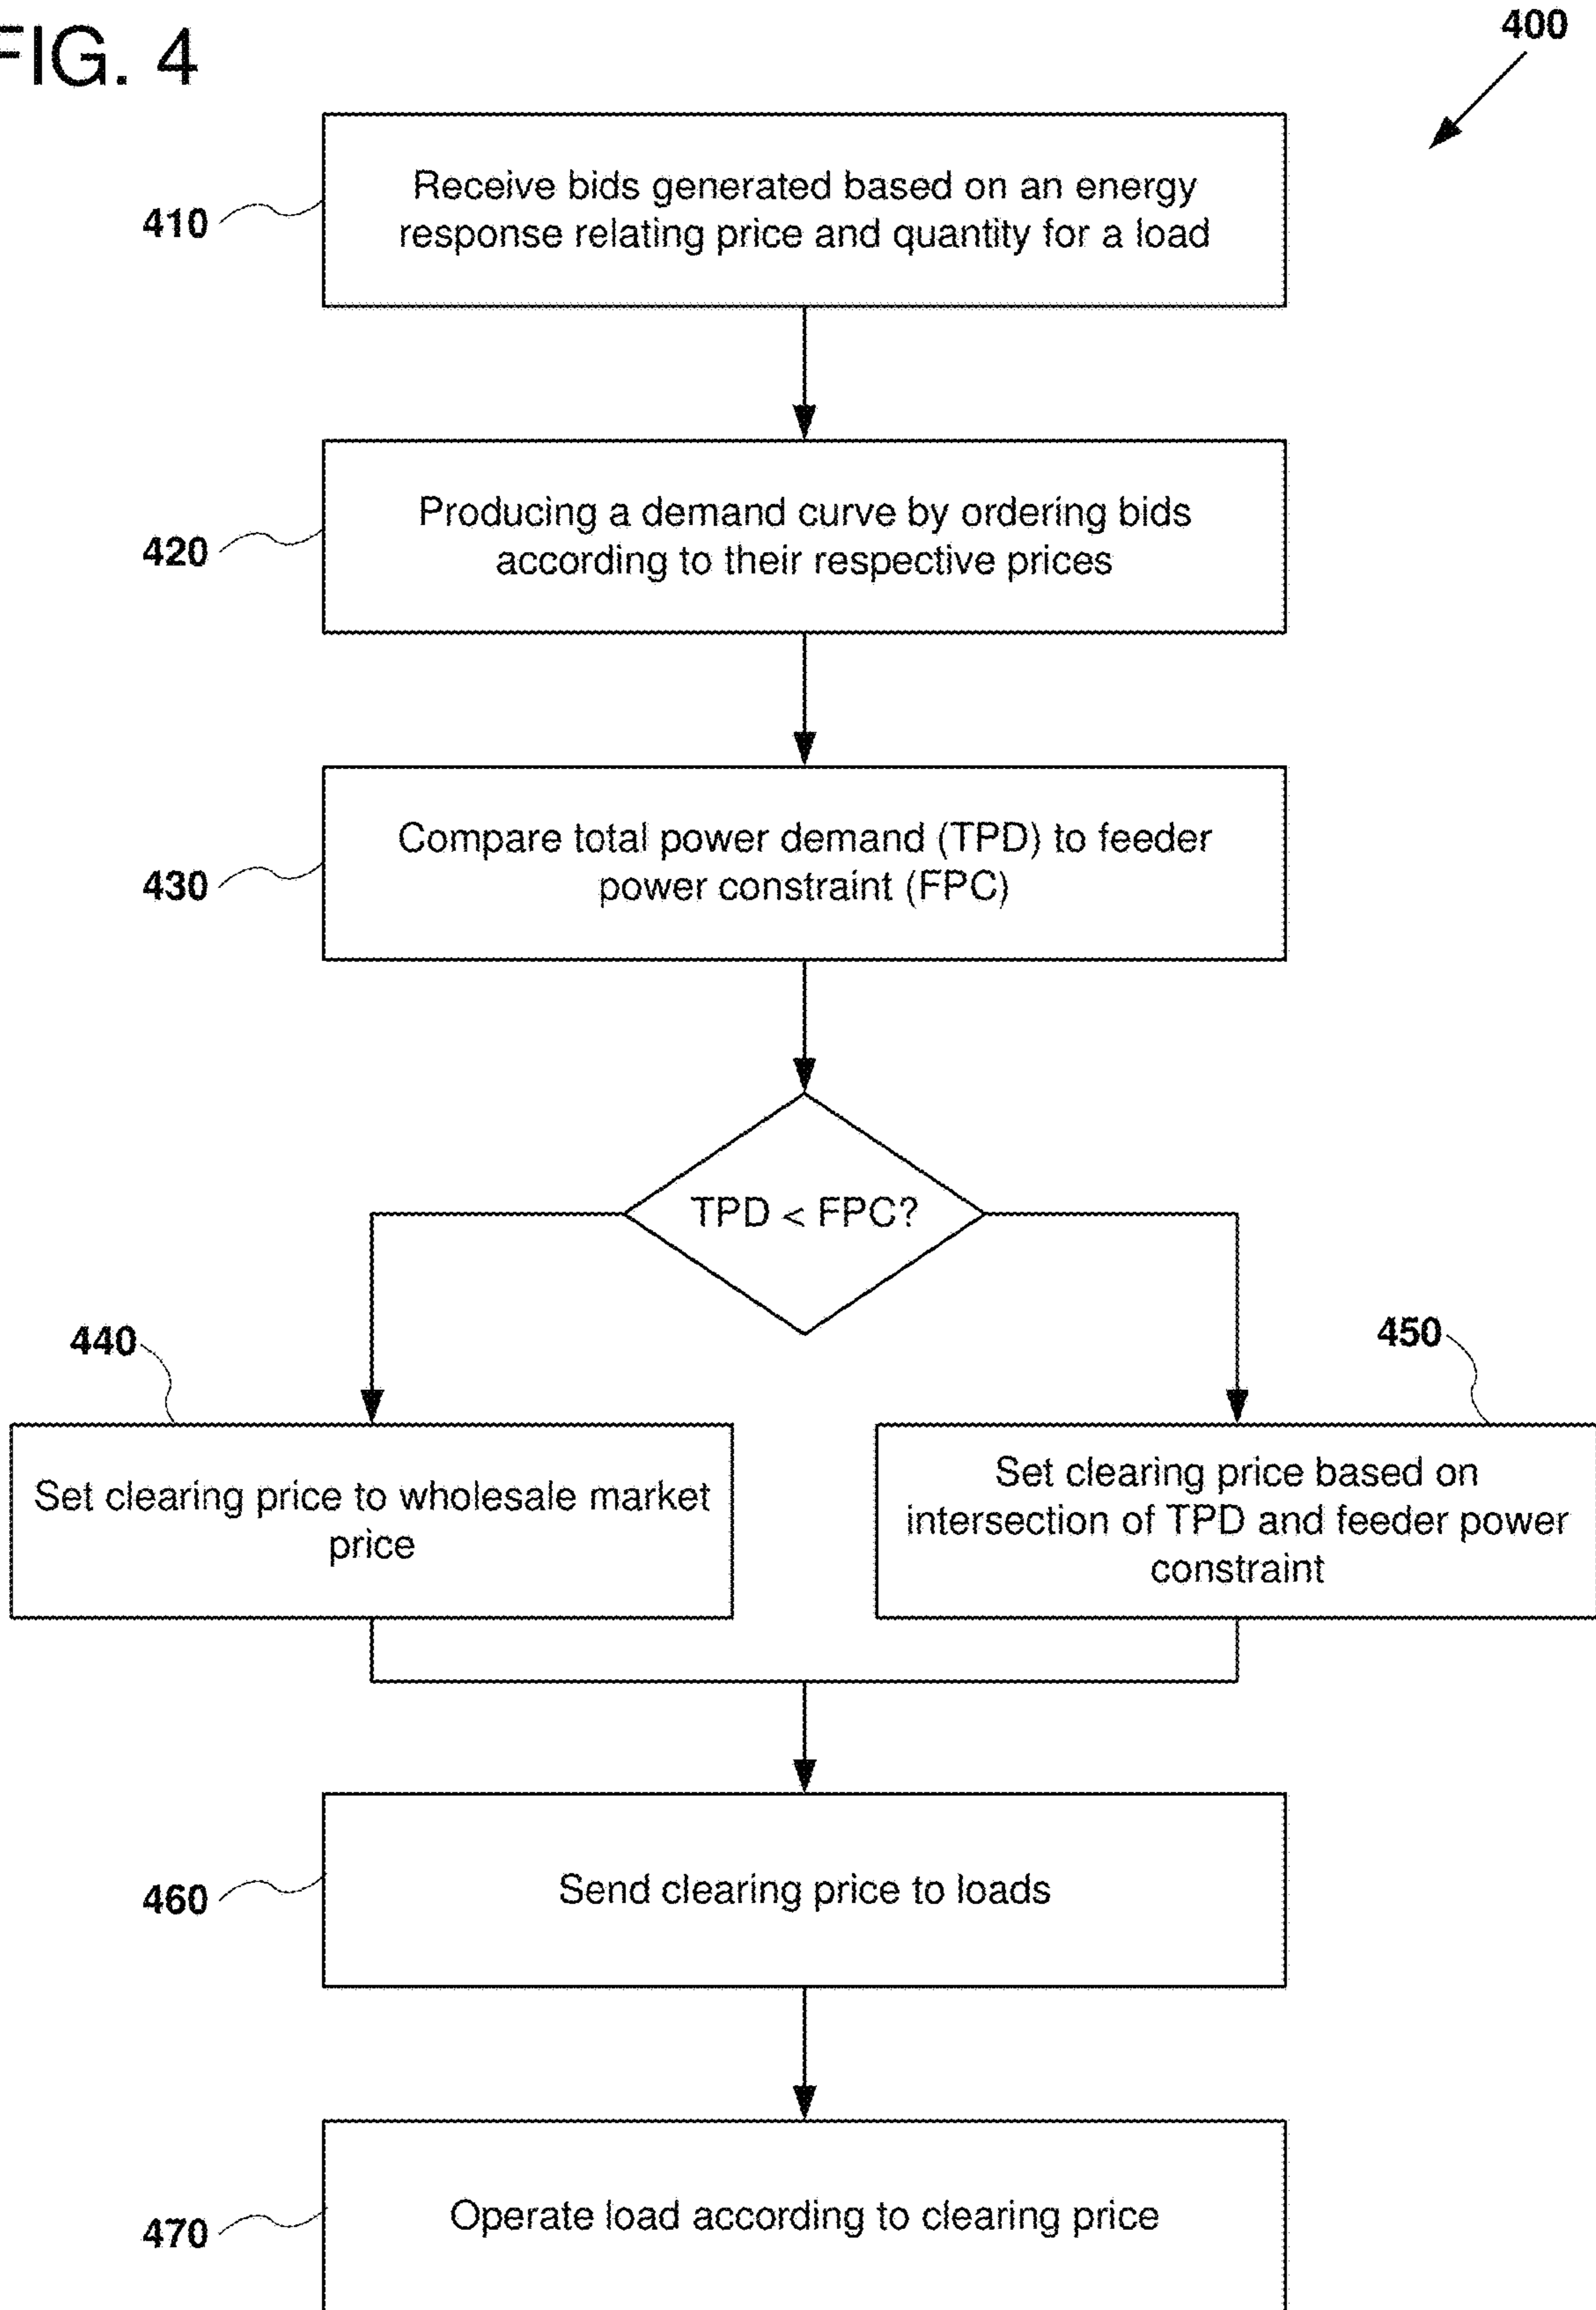 FIG. 4
400
Receive bids generated based on an energy
response relating price and quantity for a load
410
Producing a demand curve by ordering bids
according to their respective prices
420
Compare total power demand (TPD) to feeder
power constraint (FPC)
430
TPD < FPC?
440
450
Set clearing price to wholesale market
price
Set clearing price based on
intersection of TPD and feeder power
constraint
Send clearing price to loads
460
Operate load according to clearing price
470